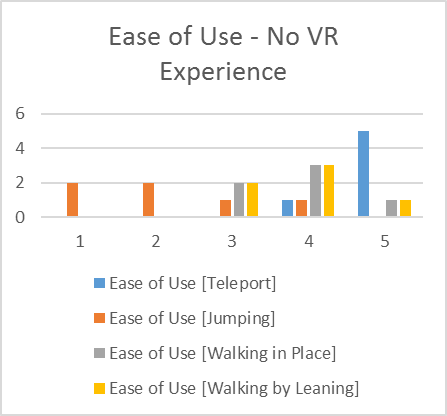 Ease of Use - No VR
Experience
6
4
2
0
1 2 3 4 5
Ease of Use [Teleport]
Ease of Use [Jumping]
Ease of Use [Walking in Place]
Ease of Use [Walking by Leaning]